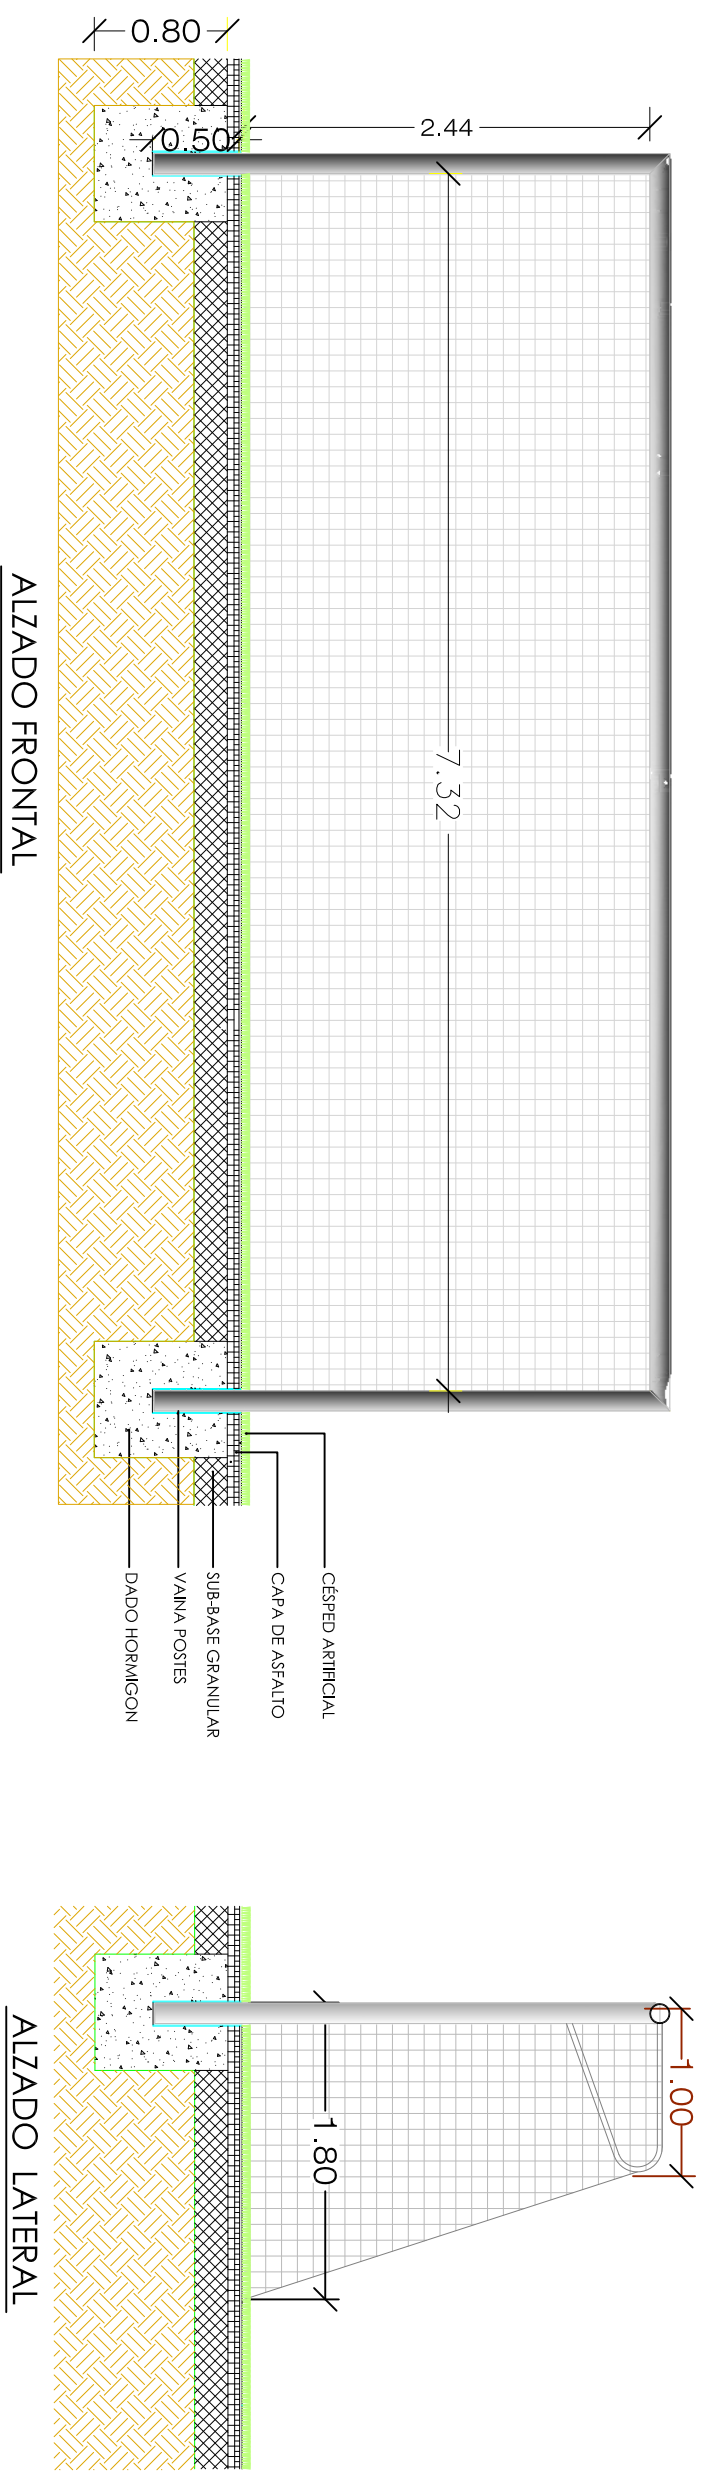 0.80
0.50
2.44
7.32
CÉSPED ARTIFICIAL
CAPA DE ASFALTO
SUB-BASE GRANULAR
VAINA POSTES
DADO HORMIGON
ALZADO FRONTAL
1.00
1.80
ALZADO LATERAL